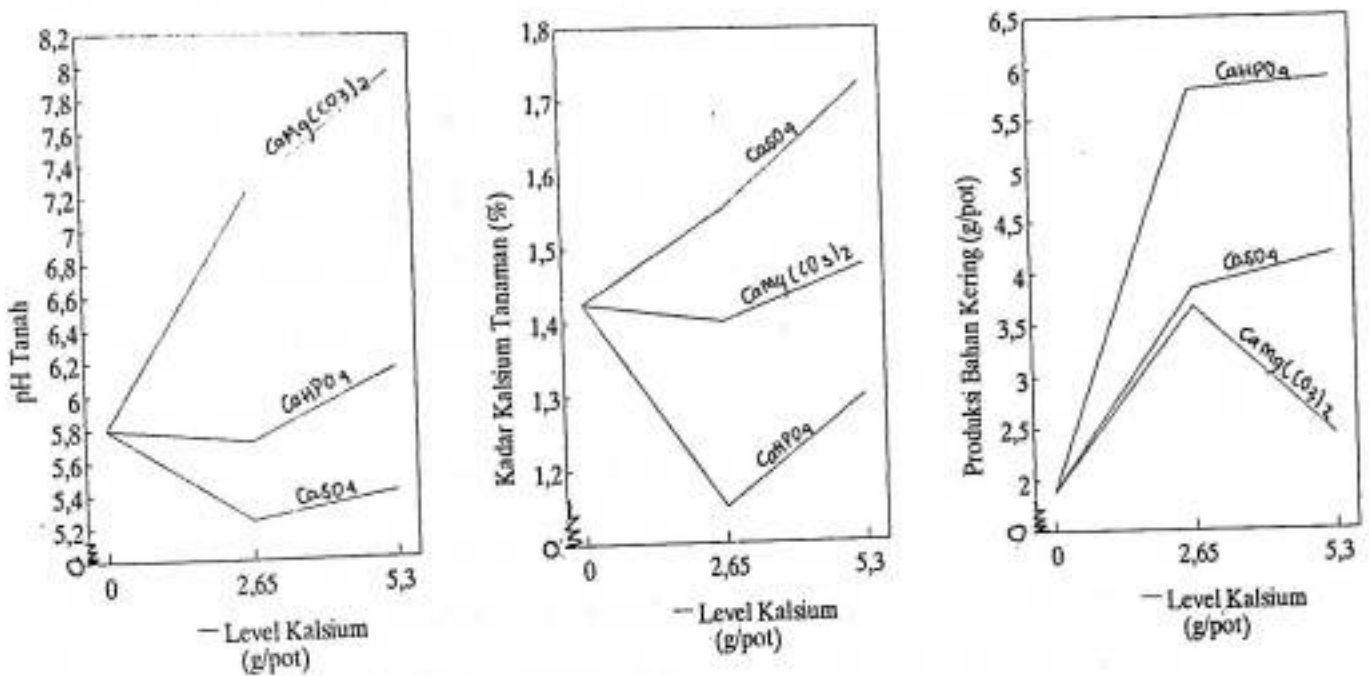 8,2
8
7,8
7,6
7,4
7,2
7
6,8
6,6
6,4
6,2
6
5,8
5,6
5,4
5,2
0
pH Tanah
CaMg(CO3)2
CaHPO4
CaSO4
0
2,65
5,3
— Level Kalsium
(g/pot)
1,8
1,7
1,6
1,5
1,4
1,3
1,2
0
Kadar Kalsium Tanaman (%)
CaSO4
CaMg(CO3)2
CaHPO4
0
2,65
5,3
— Level Kalsium
(g/pot)
6,5
6
5,5
5
4,5
4
3,5
3
2,5
2
0
Produksi Bahan Kering (g/pot)
CaHPO4
CaSO4
CaMg(CO3)2
0
2,65
5,3
— Level Kalsium
(g/pot)